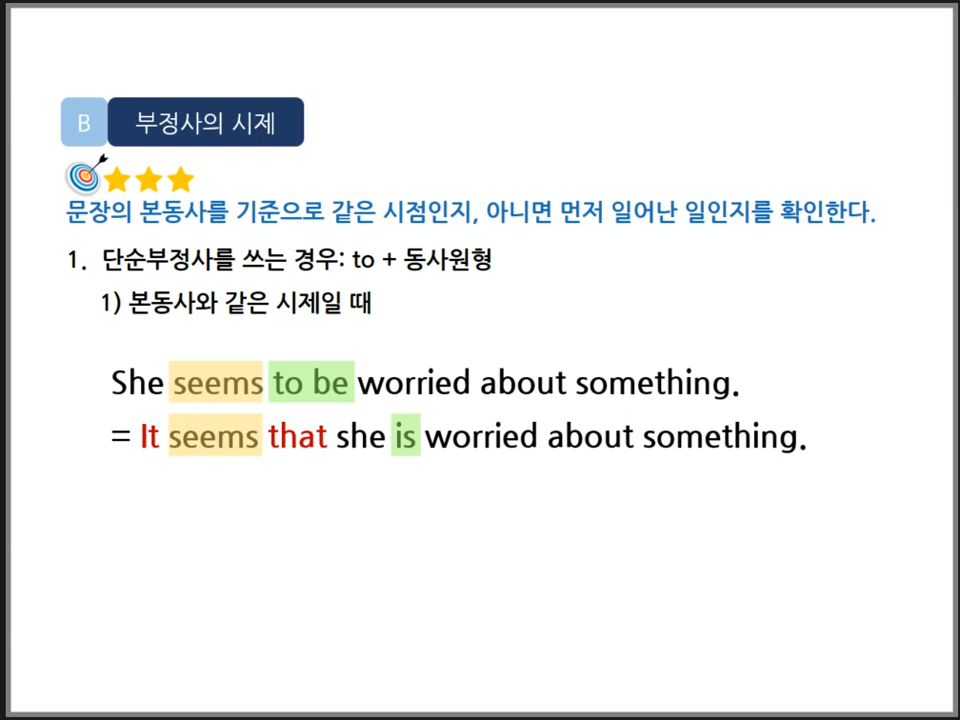 B 부정사의 시제
문장의 본동사를 기준으로 같은 시점인지, 아니면 먼저 일어난 일인지를 확인한다.
1. 단순부정사를 쓰는 경우: to + 동사원형
1) 본동사와 같은 시제일 때
She seems to be worried about something.
= It seems that she is worried about something.